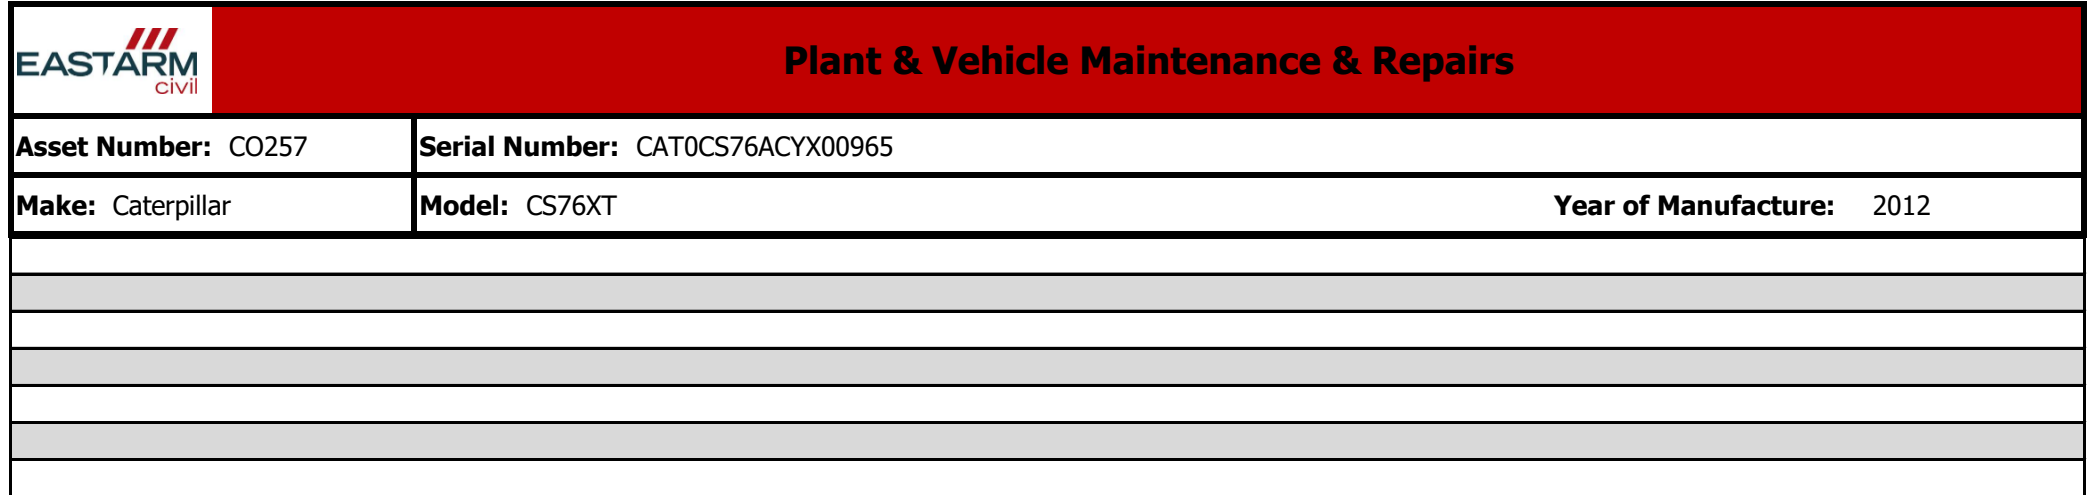 EASTARM
civil
Plant & Vehicle Maintenance & Repairs
Asset Number: CO257 Serial Number: CAT0CS76ACYX00965
Make: Caterpillar Model: CS76XT Year of Manufacture: 2012